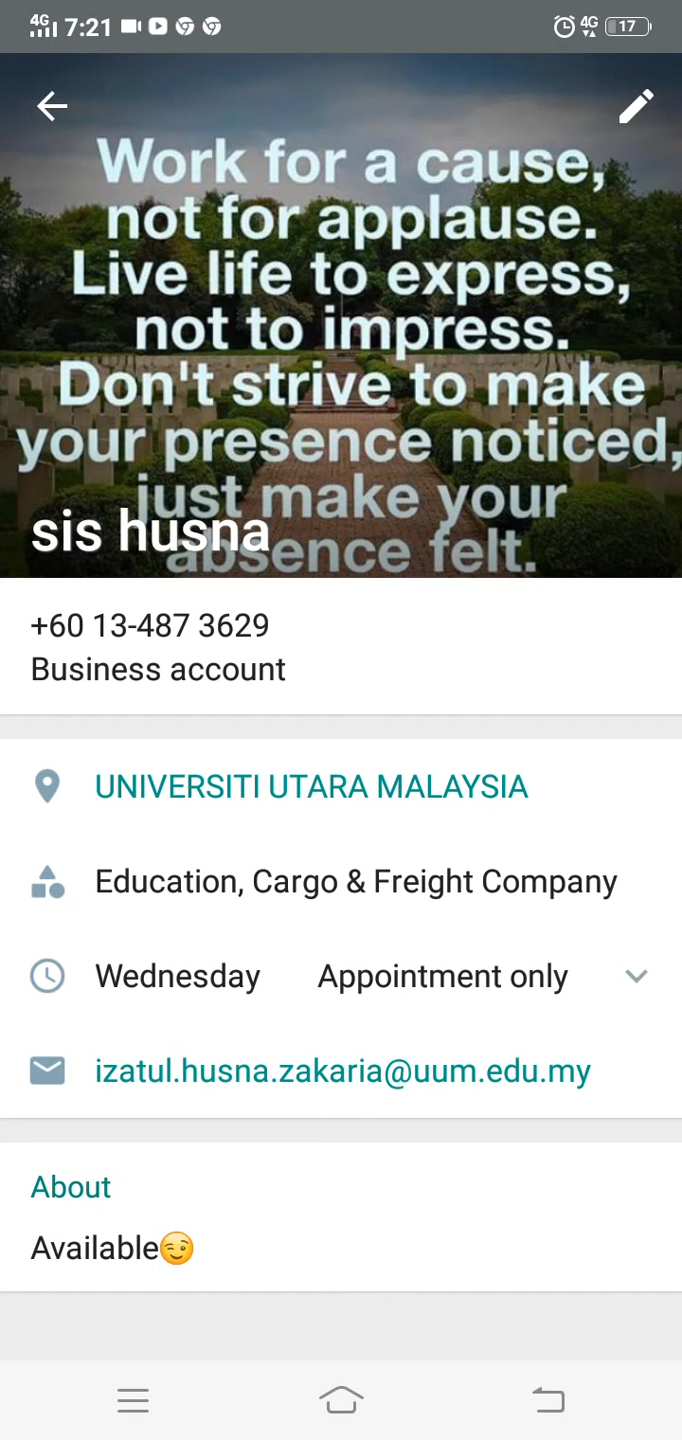 4G 7:21 4G 17
Work for a cause,
not for applause.
Live life to express,
not to impress.
Don't strive to make
your presence noticed,
just make your
absence felt.
sis husna
+60 13-487 3629
Business account
UNIVERSITI UTARA MALAYSIA
Education, Cargo & Freight Company
Wednesday Appointment only
izatul.husna.zakaria@uum.edu.my
About
Available😉